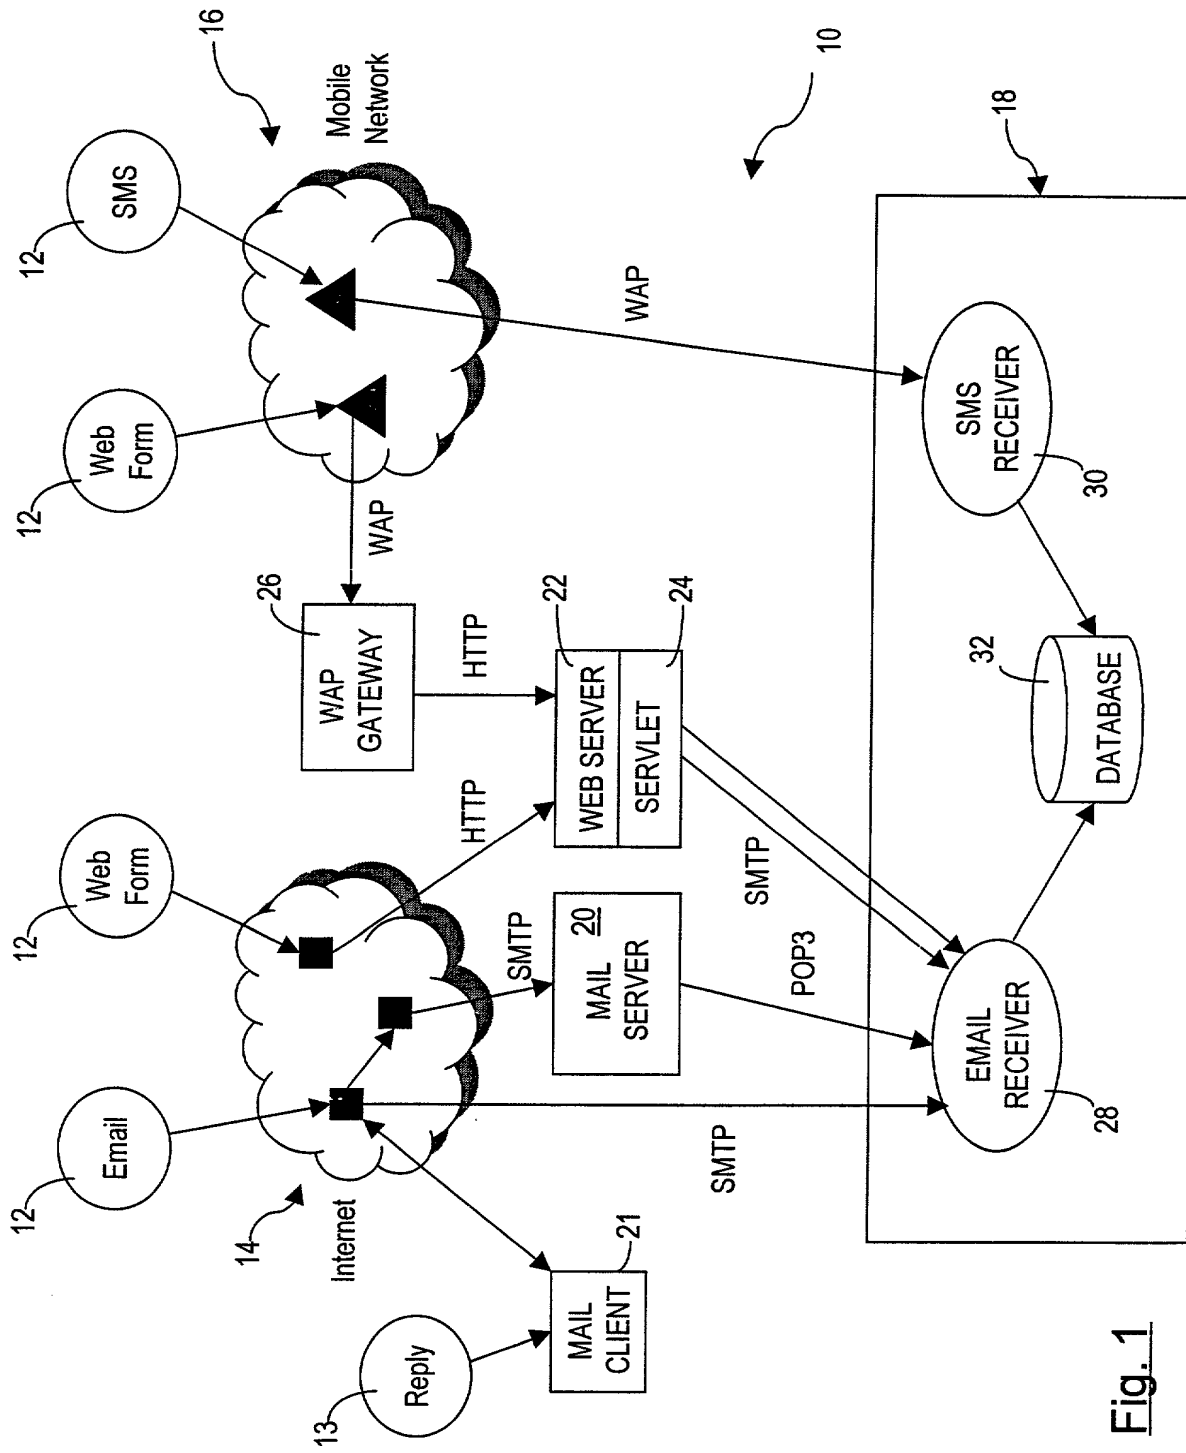 12
Email
12
Web
Form
12
Web
Form
12
SMS
16
Mobile
Network
14
Internet
13
Reply
MAIL
CLIENT
21
SMTP
HTTP
26
WAP
GATEWAY
WAP
HTTP
MAIL
SERVER
20
WEB SERVER
22
SERVLET
24
WAP
10
SMTP
POP3
SMTP
18
EMAIL
RECEIVER
28
DATABASE
32
SMS
RECEIVER
30
Fig. 1